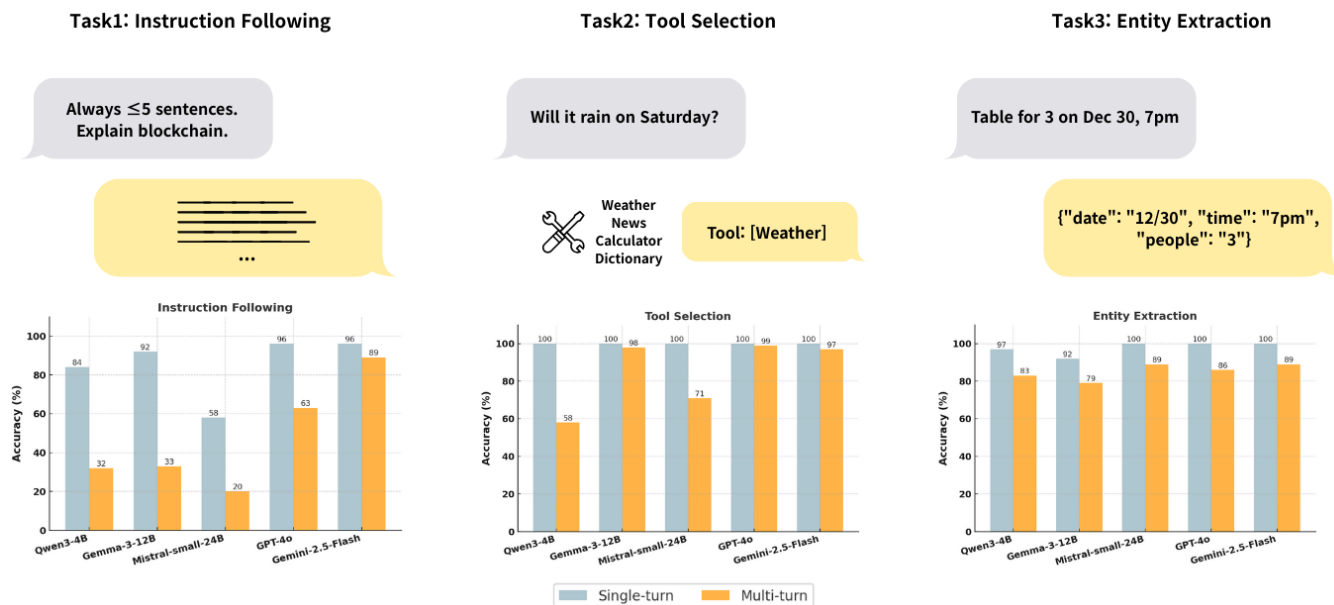 Task1: Instruction Following
Always ≤5 sentences.
Explain blockchain.
...
Instruction Following
Accuracy (%)
100
80
60
40
20
0
84
32
92
33
58
20
96
63
96
89
Qwen3-4B
Gemma-3-12B
Mistral-small-24B
GPT-4o
Gemini-2.5-Flash
Task2: Tool Selection
Will it rain on Saturday?
Weather
News
Calculator
Dictionary
Tool: [Weather]
Tool Selection
Accuracy (%)
100
80
60
40
20
0
100
58
100
98
100
71
100
99
100
97
Qwen3-4B
Gemma-3-12B
Mistral-small-24B
GPT-4o
Gemini-2.5-Flash
Task3: Entity Extraction
Table for 3 on Dec 30, 7pm
{"date": "12/30", "time": "7pm",
"people": "3"}
Entity Extraction
Accuracy (%)
100
80
60
40
20
0
97
83
92
79
100
89
100
86
100
89
Qwen3-4B
Gemma-3-12B
Mistral-small-24B
GPT-4o
Gemini-2.5-Flash
Single-turn
Multi-turn